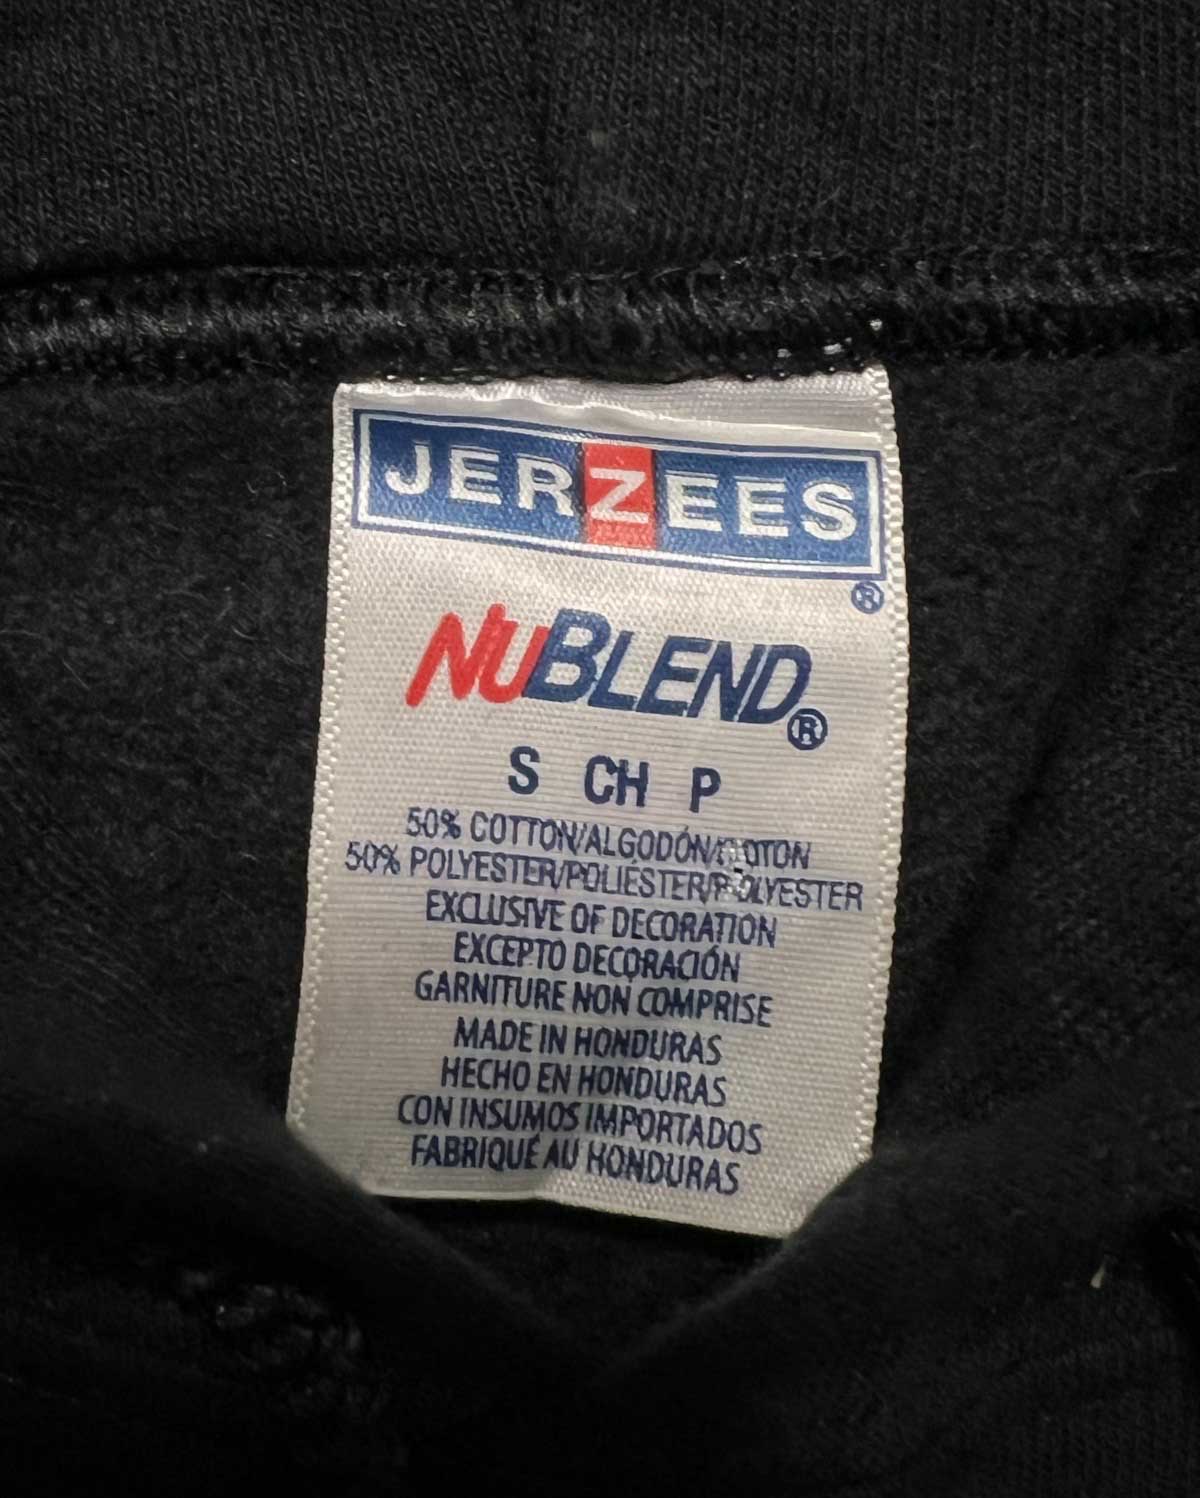 JERZEES
®
NUBLEND®
S CH P
50% COTTON/ALGODÓN/COTON
50% POLYESTER/POLIÉSTER/POLYESTER
EXCLUSIVE OF DECORATION
EXCEPTO DECORACIÓN
GARNITURE NON COMPRISE
MADE IN HONDURAS
HECHO EN HONDURAS
CON INSUMOS IMPORTADOS
FABRIQUÉ AU HONDURAS